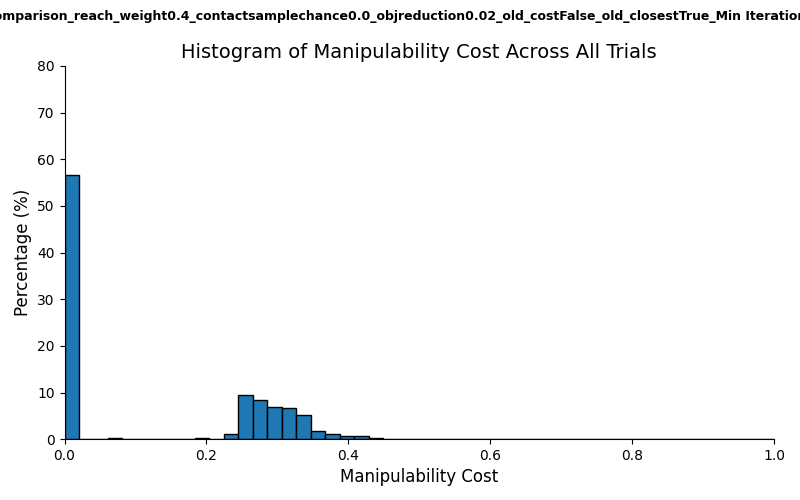 omparison_reach_weight0.4_contactsamplechance0.0_objreduction0.02_old_costFalse_old_closestTrue_Min Iteration
Histogram of Manipulability Cost Across All Trials
80
70
60
50
40
30
20
10
0
Percentage (%)
0.0 0.2 0.4 0.6 0.8 1.0
Manipulability Cost